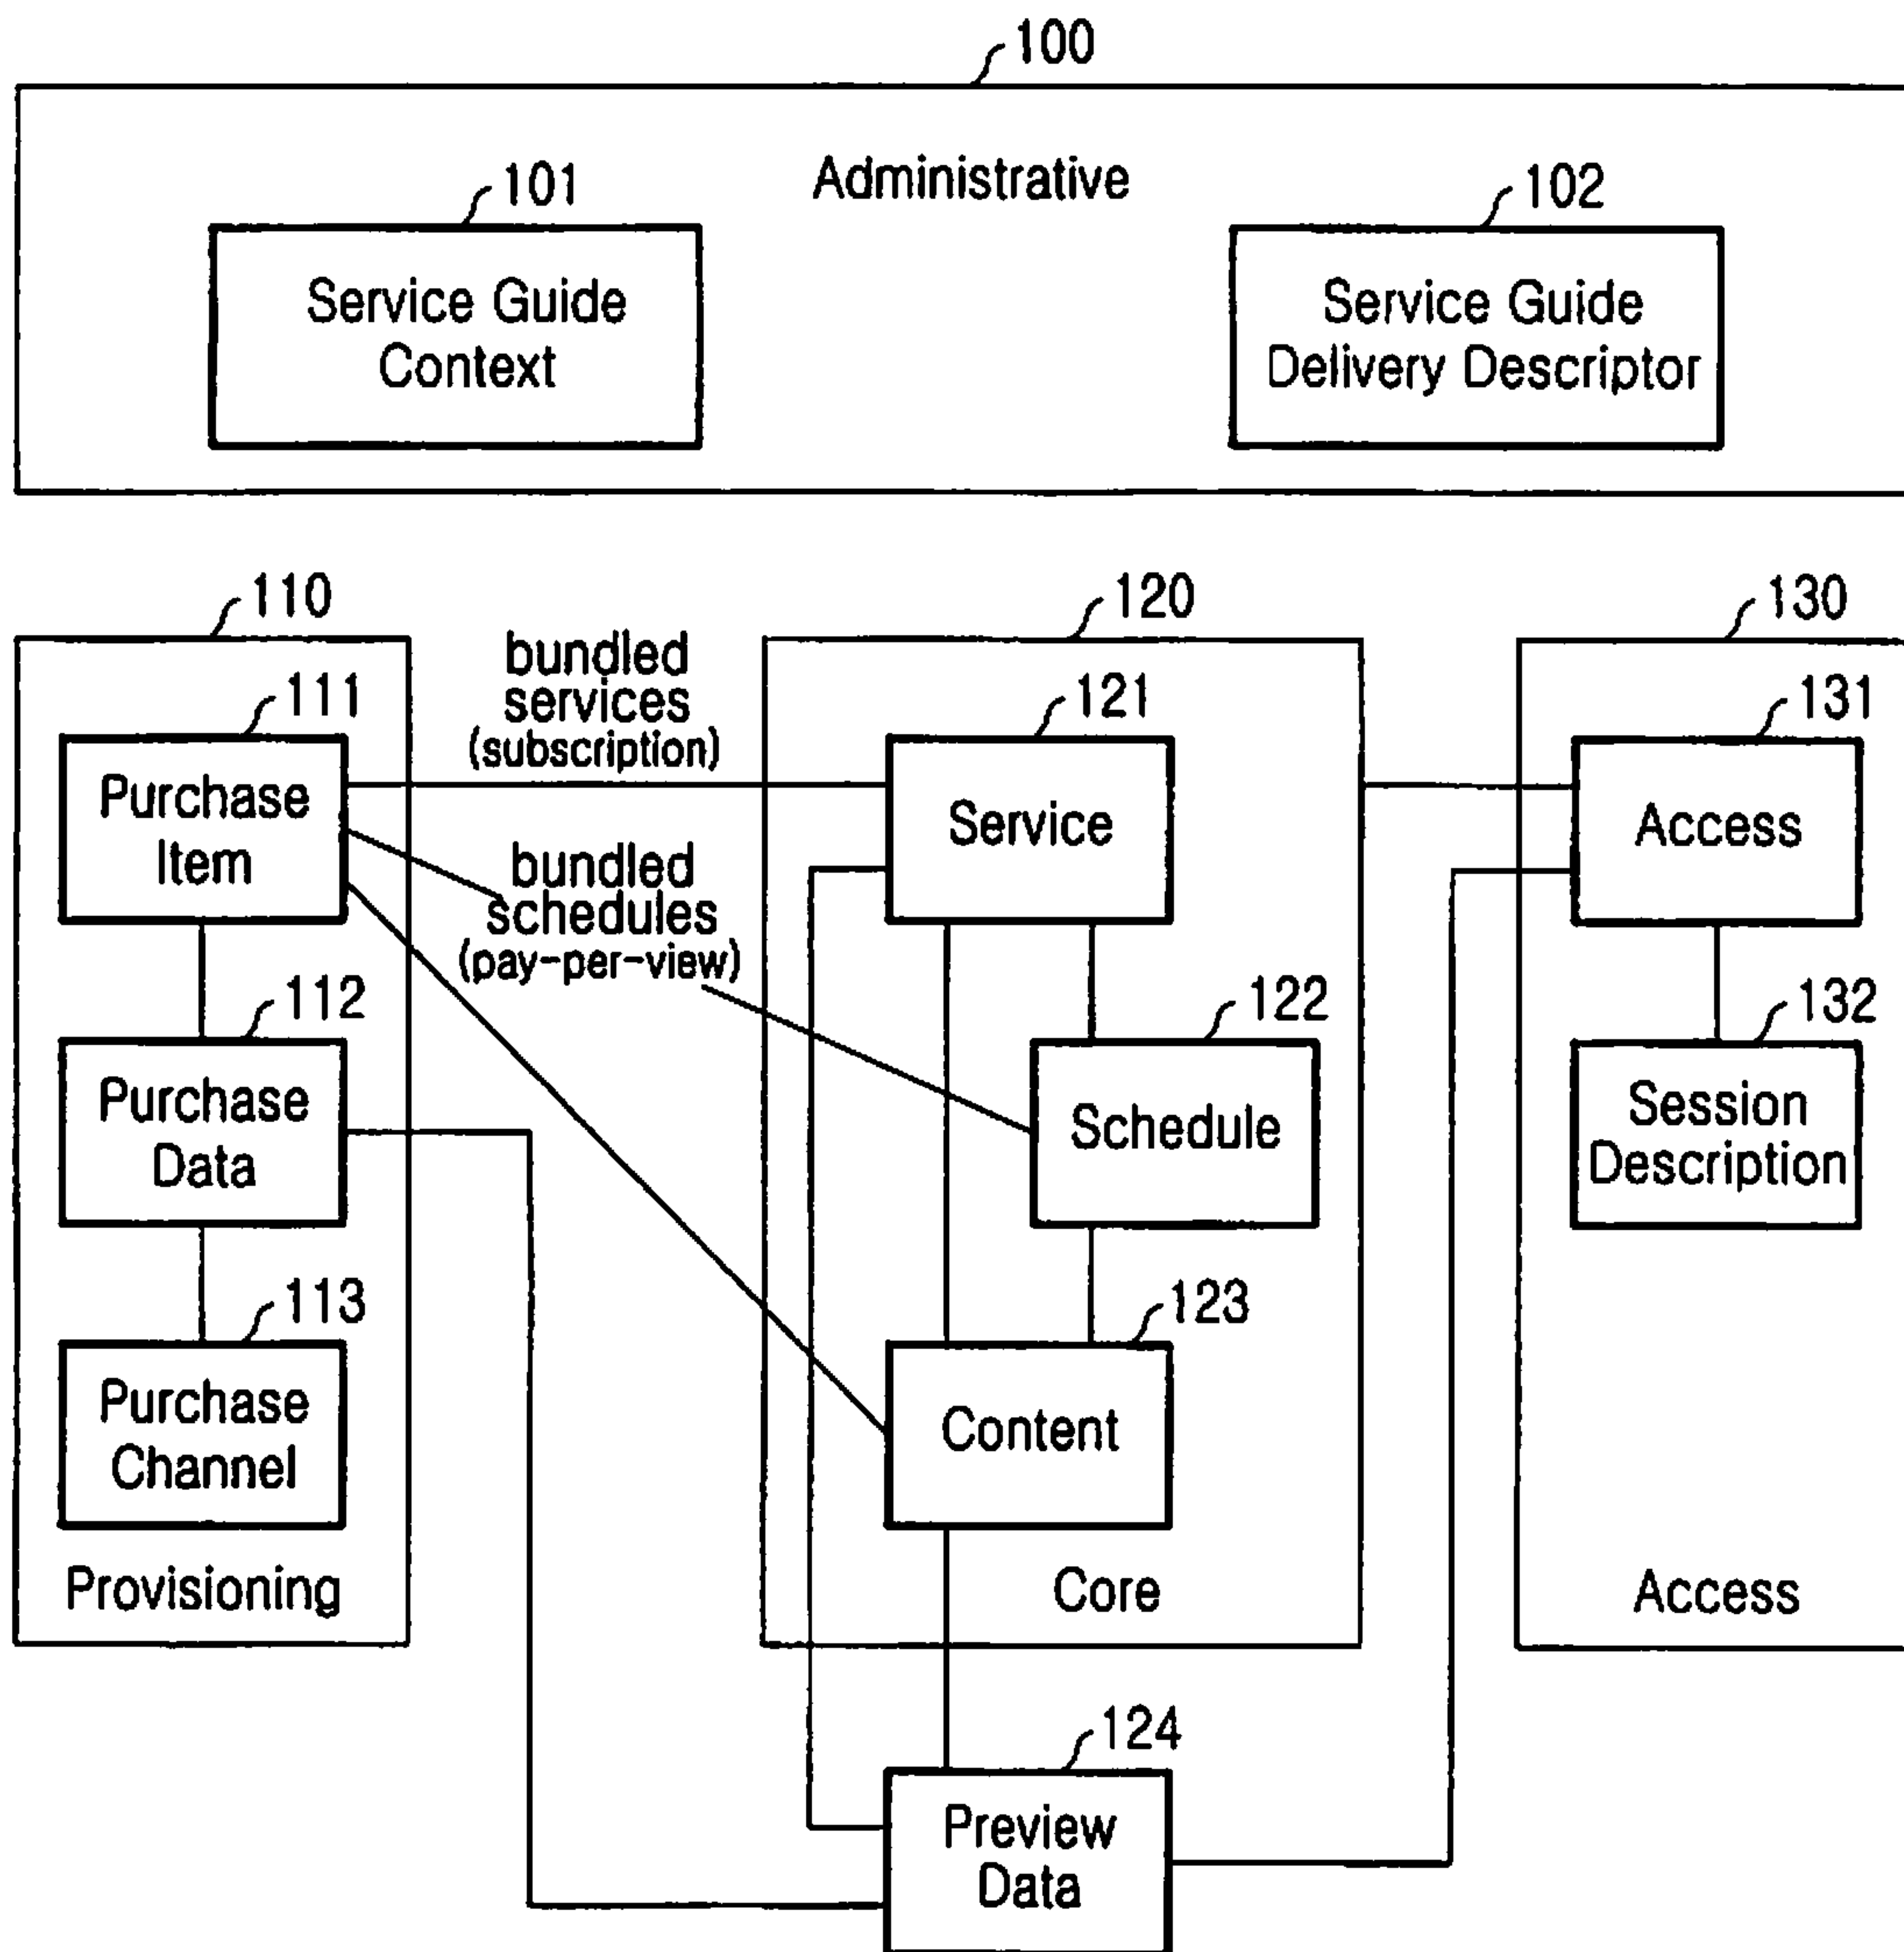 100
Administrative
101
Service Guide
Context
102
Service Guide
Delivery Descriptor
110
111
Purchase
Item
112
Purchase
Data
113
Purchase
Channel
Provisioning
bundled
services
(subscription)
bundled
schedules
(pay-per-view)
120
121
Service
122
Schedule
123
Content
Core
124
Preview
Data
130
131
Access
132
Session
Description
Access